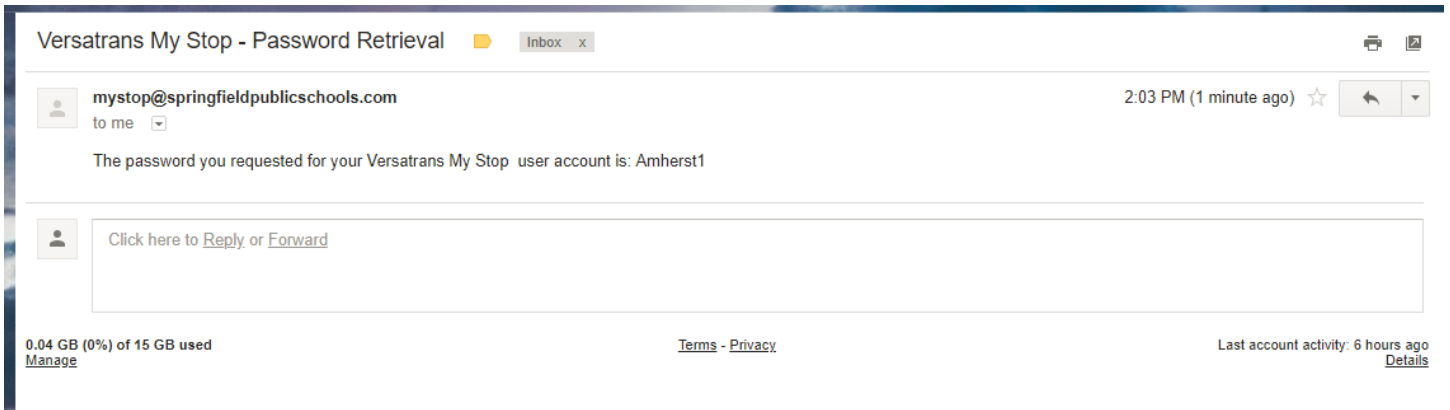 Versatrans My Stop - Password Retrieval Inbox x
mystop@springfieldpublicschools.com 2:03 PM (1 minute ago)
to me
The password you requested for your Versatrans My Stop  user account is: Amherst1
Click here to Reply or Forward
0.04 GB (0%) of 15 GB used Terms - Privacy Last account activity: 6 hours ago
Manage Details